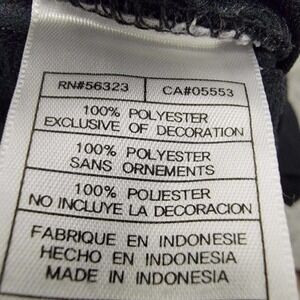 RN#56323 CA#05553
100% POLYESTER
EXCLUSIVE OF DECORATION
100% POLYESTER
SANS ORNEMENTS
100% POLIESTER
NO INCLUYE LA DECORACION
FABRIQUE EN INDONESIE
HECHO EN INDONESIA
MADE IN INDONESIA